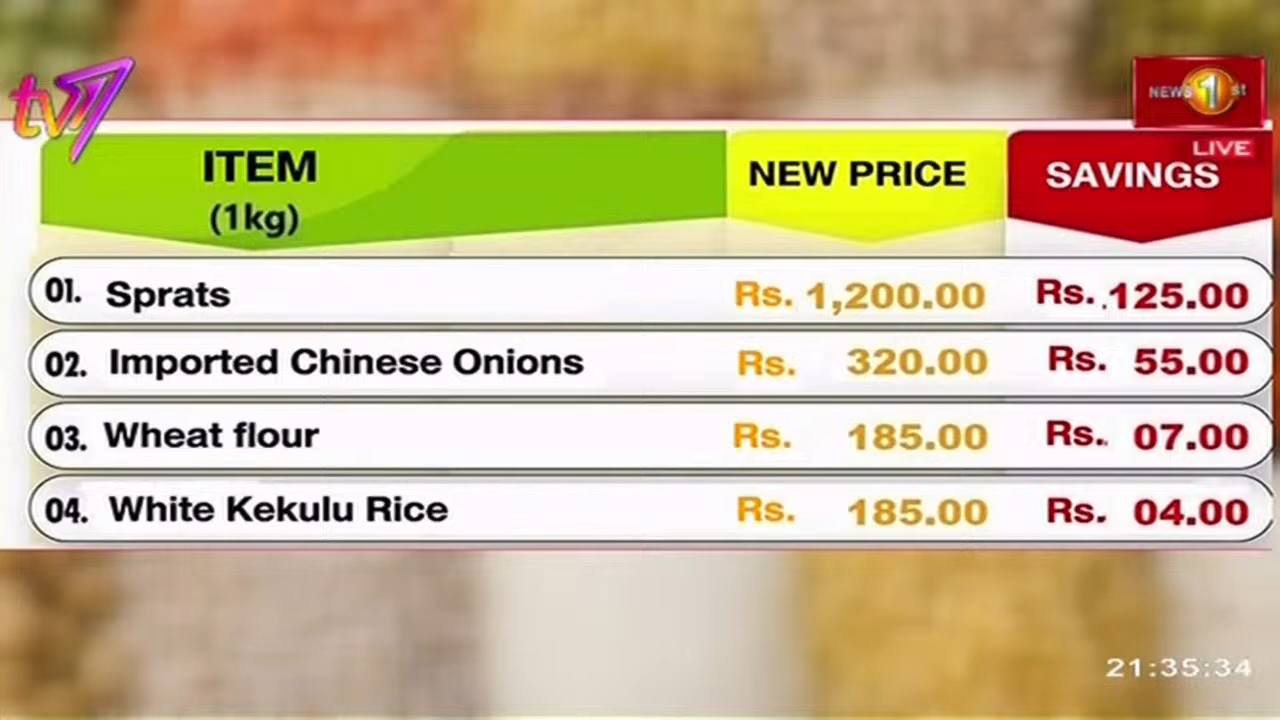 tv1
NEWS 1st
LIVE
ITEM
(1kg)
NEW PRICE
SAVINGS
01. Sprats Rs. 1,200.00 Rs. 125.00
02. Imported Chinese Onions Rs. 320.00 Rs. 55.00
03. Wheat flour Rs. 185.00 Rs. 07.00
04. White Kekulu Rice Rs. 185.00 Rs. 04.00
21:35:34